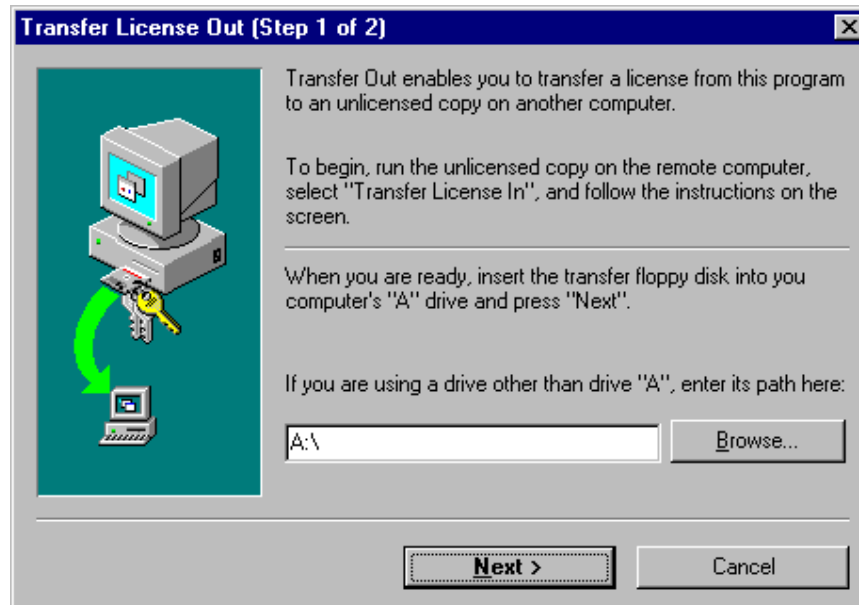 Transfer License Out (Step 1 of 2)
Transfer Out enables you to transfer a license from this program
to an unlicensed copy on another computer.
To begin, run the unlicensed copy on the remote computer,
select "Transfer License In", and follow the instructions on the
screen.
When you are ready, insert the transfer floppy disk into you
computer's "A" drive and press "Next".
If you are using a drive other than drive "A", enter its path here:
A:\
Browse...
Next >
Cancel